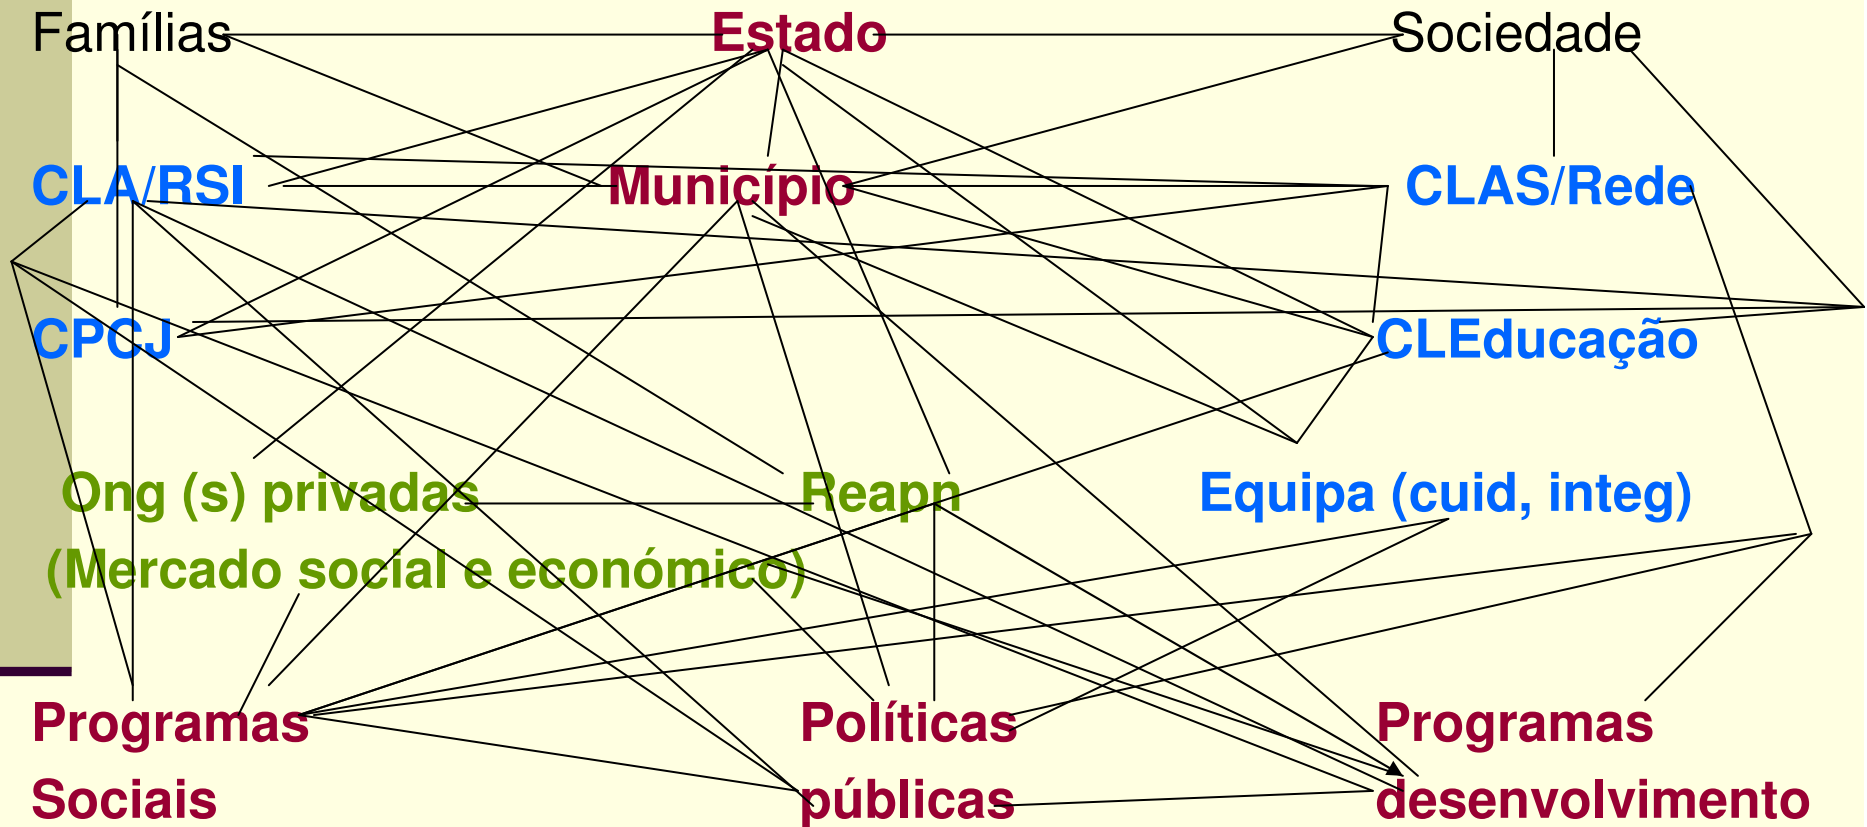 Famílias Estado Sociedade
CLA/RSI Município CLAS/Rede
CPCJ CLEducação
Ong (s) privadas Reapn Equipa (cuid, integ)
(Mercado social e económico)
Programas Políticas Programas
Sociais públicas desenvolvimento